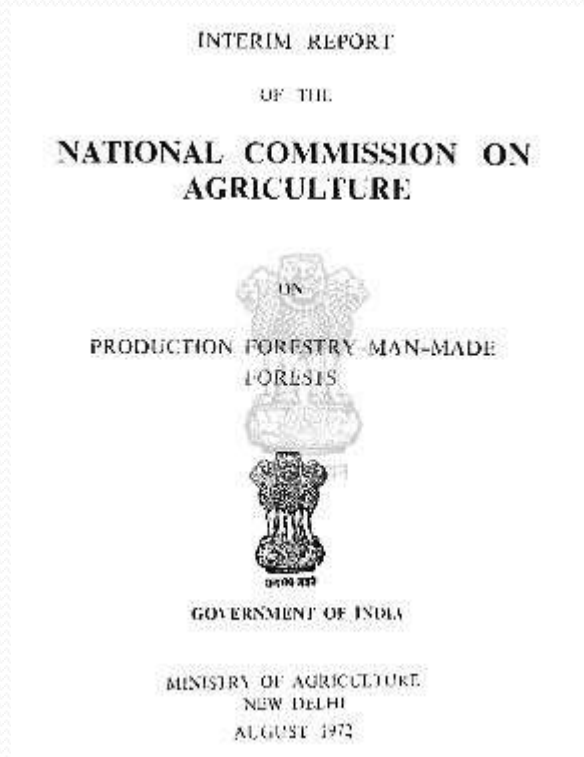 INTERIM REPORT
OF THE
NATIONAL COMMISSION ON
AGRICULTURE
ON
PRODUCTION FORESTRY-MAN-MADE
FORESTS
GOVERNMENT OF INDIA
MINISTRY OF AGRICULTURE
NEW DELHI
AUGUST 1972